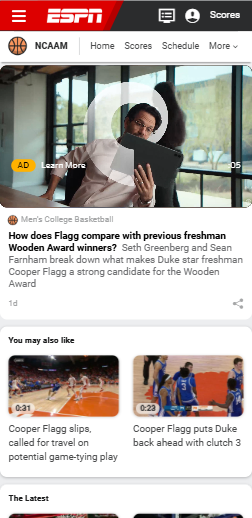 ESPN
Scores
NCAAM
Home Scores Schedule More
AD Learn More 05
Men's College Basketball
How does Flagg compare with previous freshman
Wooden Award winners? Seth Greenberg and Sean
Farnham break down what makes Duke star freshman
Cooper Flagg a strong candidate for the Wooden
Award
1d
You may also like
0:31
Cooper Flagg slips,
called for travel on
potential game-tying play
0:23
Cooper Flagg puts Duke
back ahead with clutch 3
The Latest